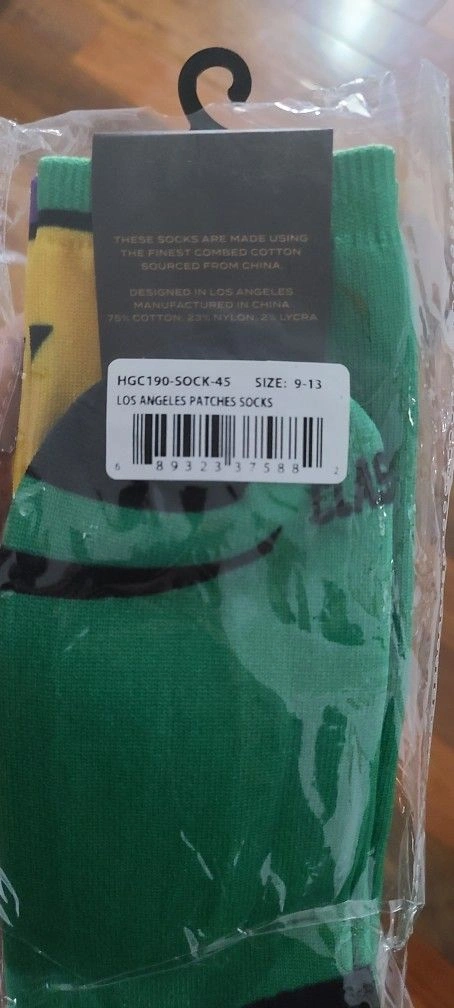 THESE SOCKS ARE MADE USING
THE FINEST COMBED COTTON
SOURCED FROM CHINA.
DESIGNED IN LOS ANGELES
MANUFACTURED IN CHINA
75% COTTON, 23% NYLON, 2% LYCRA
HGC190-SOCK-45 SIZE: 9-13
LOS ANGELES PATCHES SOCKS
6 89323 37588 2